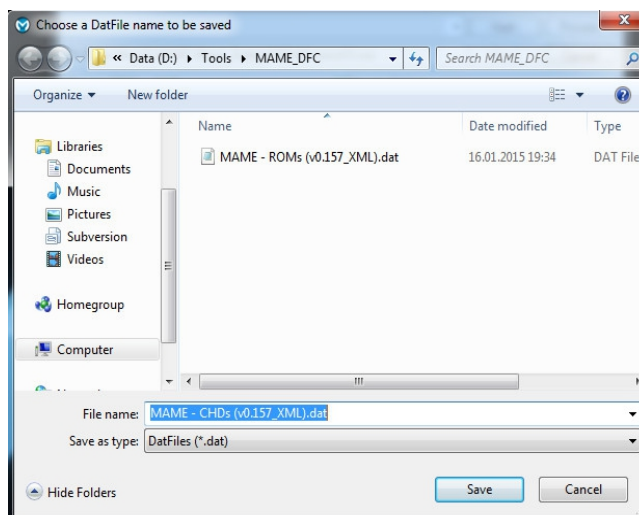 Choose a DatFile name to be saved
« Data (D:) ▸ Tools ▸ MAME_DFC
Search MAME_DFC
Organize ▾ New folder
Name Date modified Type
MAME - ROMs (v0.157_XML).dat 16.01.2015 19:34 DAT File
Libraries
Documents
Music
Pictures
Subversion
Videos
Homegroup
Computer
File name: MAME - CHDs (v0.157_XML).dat
Save as type: DatFiles (*.dat)
Hide Folders
Save Cancel